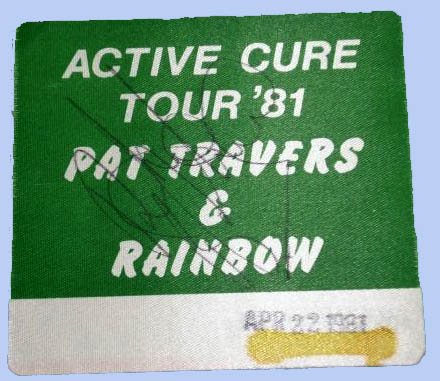 ACTIVE CURE
TOUR '81
PAT TRAVERS
&
RAINBOW
APR 22 1981